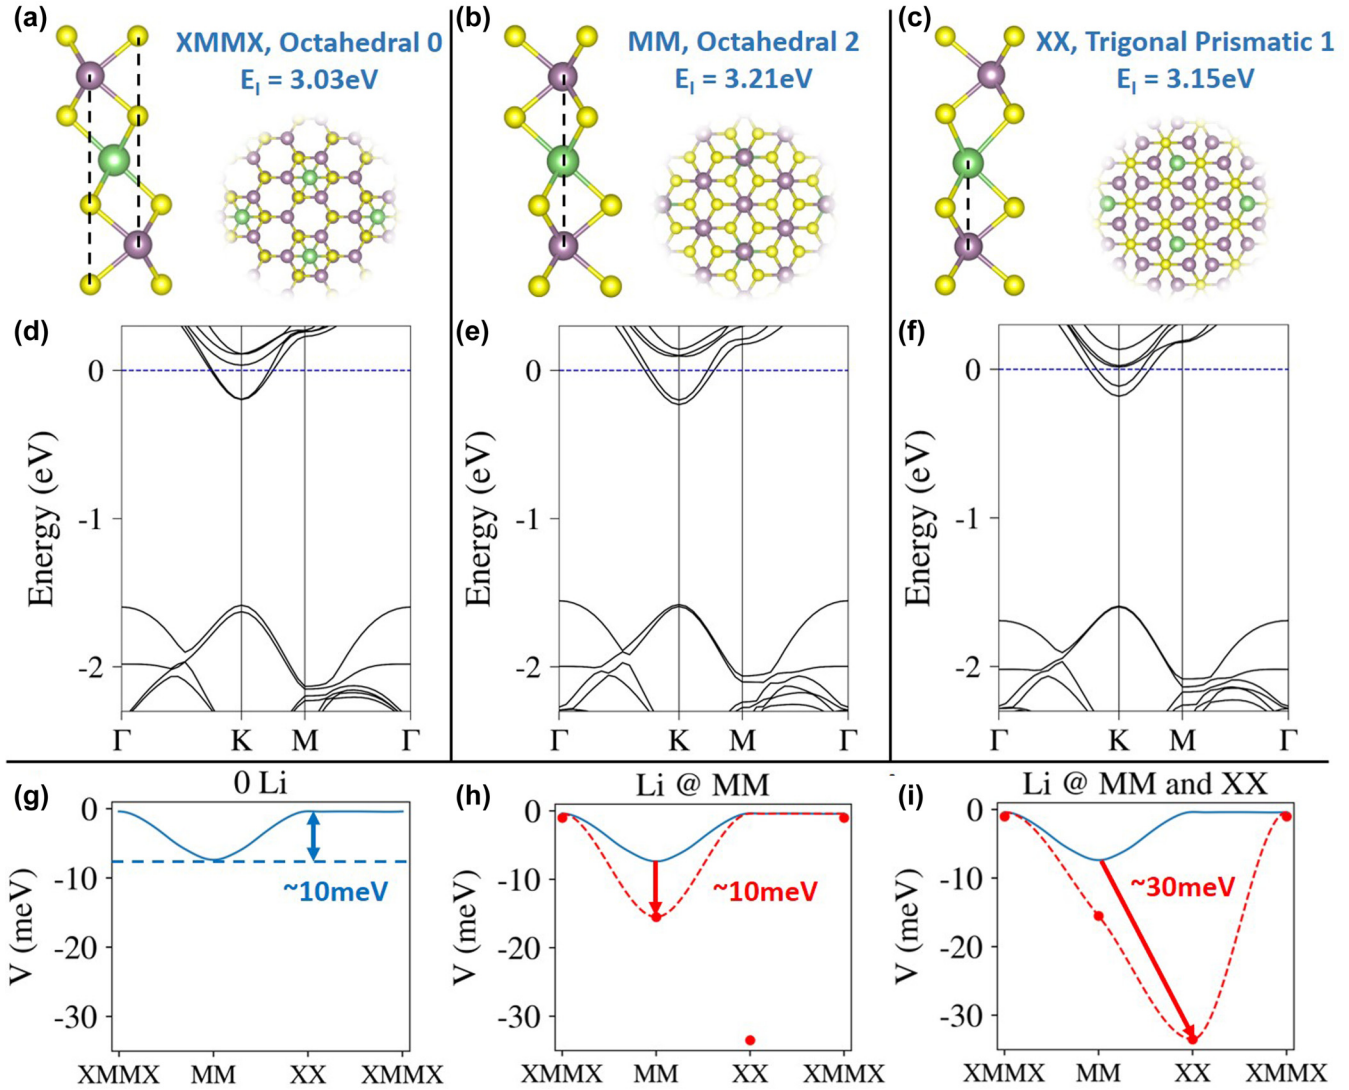 (a)
XMMX, Octahedral 0
E_I = 3.03eV
(b)
MM, Octahedral 2
E_I = 3.21eV
(c)
XX, Trigonal Prismatic 1
E_I = 3.15eV
(d)
Energy (eV)
0
-1
-2
Γ K M Γ
(e)
Energy (eV)
0
-1
-2
Γ K M Γ
(f)
Energy (eV)
0
-1
-2
Γ K M Γ
(g)
0 Li
V (meV)
0
-10
-20
-30
~10meV
XMMX MM XX XMMX
(h)
Li @ MM
V (meV)
0
-10
-20
-30
~10meV
XMMX MM XX XMMX
(i)
Li @ MM and XX
V (meV)
0
-10
-20
-30
~30meV
XMMX MM XX XMMX